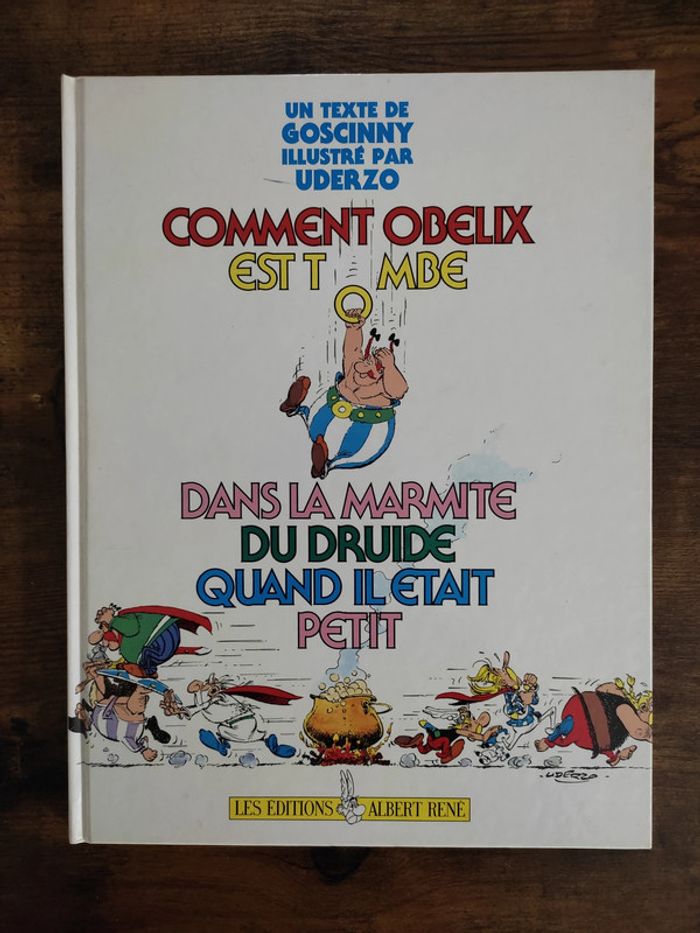 UN TEXTE DE
GOSCINNY
ILLUSTRÉ PAR
UDERZO
COMMENT OBELIX
EST TOMBE
DANS LA MARMITE
DU DRUIDE
QUAND IL ETAIT
PETIT
UDERZO
LES ÉDITIONS ALBERT RENÉ